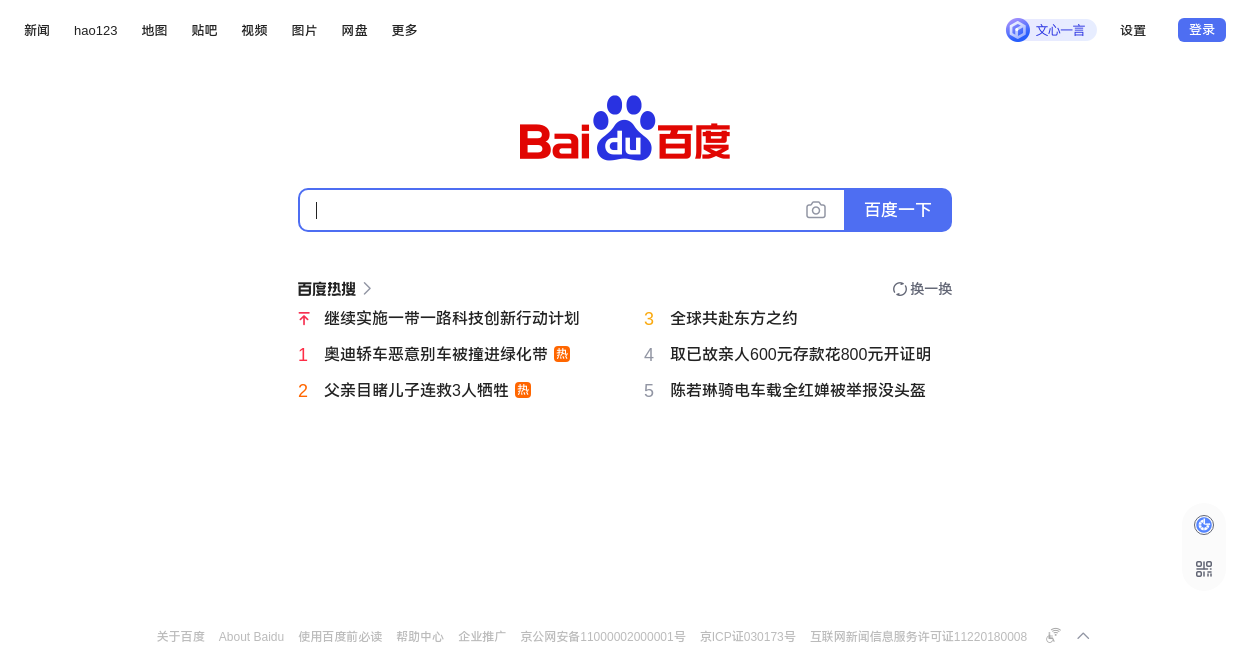 新闻 hao123 地图 贴吧 视频 图片 网盘 更多 文心一言 设置 登录
Bai du 百度
百度一下
百度热搜 换一换
继续实施一带一路科技创新行动计划
1 奥迪轿车恶意别车被撞进绿化带 热
2 父亲目睹儿子连救3人牺牲 热
3 全球共赴东方之约
4 取已故亲人600元存款花800元开证明
5 陈若琳骑电车载全红婵被举报没头盔
关于百度 About Baidu 使用百度前必读 帮助中心 企业推广 京公网安备11000002000001号 京ICP证030173号 互联网新闻信息服务许可证11220180008